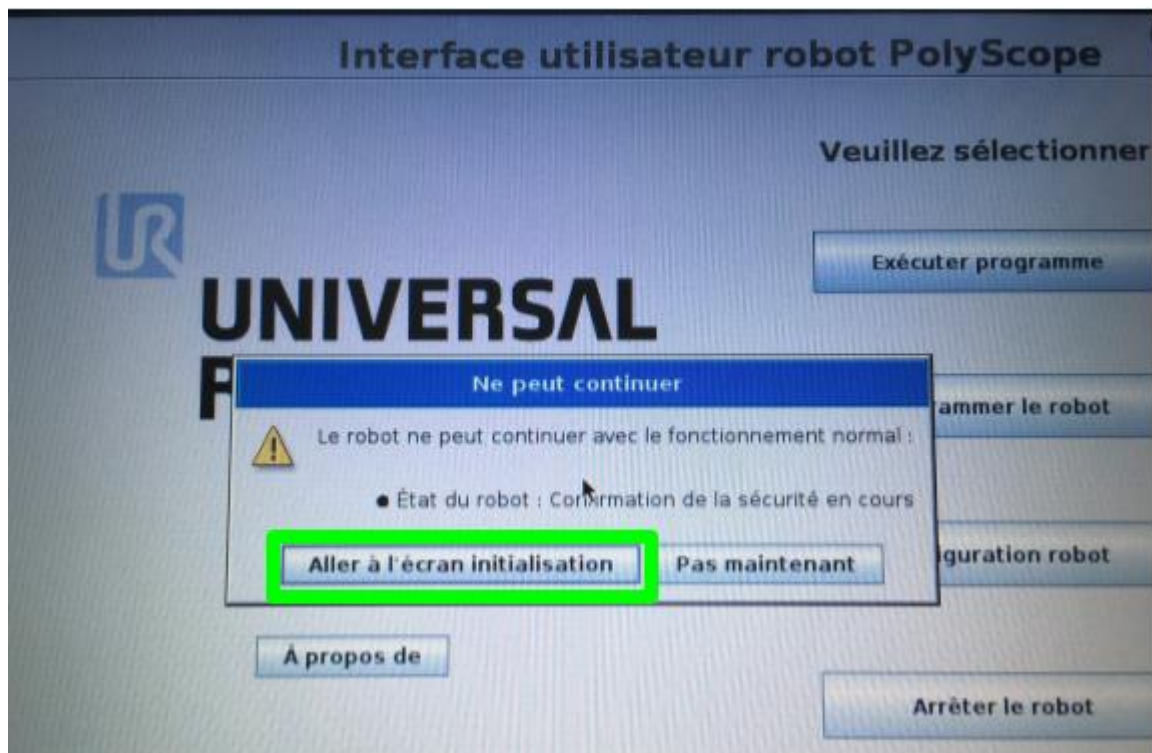 Interface utilisateur robot PolyScope
Veuillez sélectionner
UR
Exécuter programme
UNIVERSAL
R
Ne peut continuer
ammer le robot
Le robot ne peut continuer avec le fonctionnement normal :
● État du robot : Confirmation de la sécurité en cours
Aller à l'écran initialisation
Pas maintenant
guration robot
À propos de
Arrêter le robot